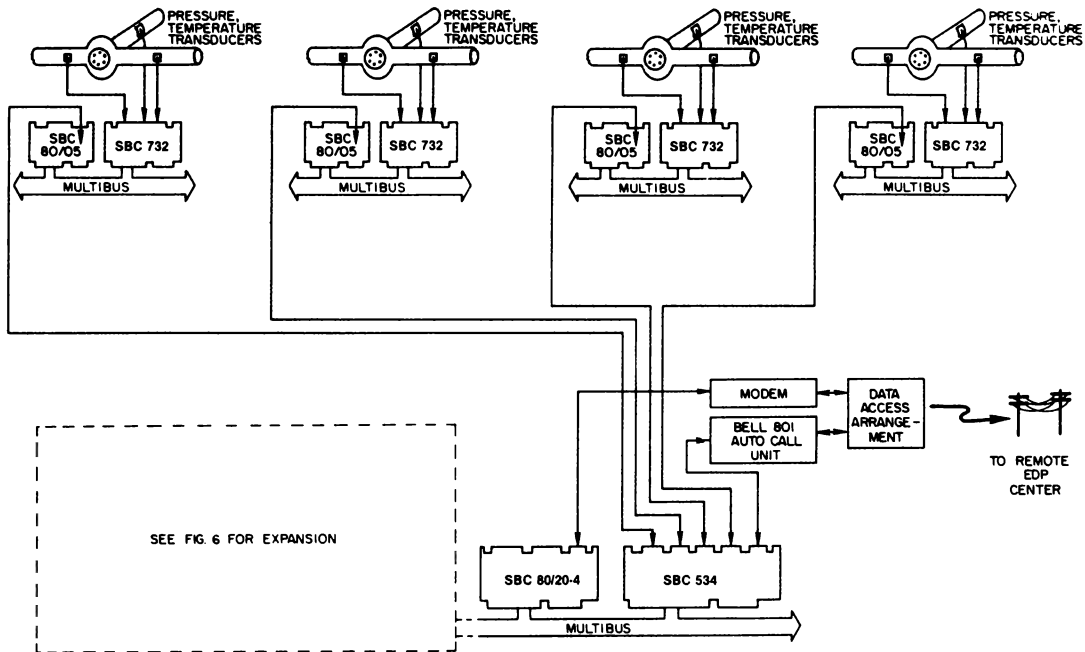 PRESSURE,
TEMPERATURE
TRANSDUCERS
PRESSURE,
TEMPERATURE
TRANSDUCERS
PRESSURE,
TEMPERATURE
TRANSDUCERS
PRESSURE,
TEMPERATURE
TRANSDUCERS
SBC
80/05
SBC 732
SBC
80/05
SBC 732
SBC
80/05
SBC 732
SBC
80/05
SBC 732
MULTIBUS
MULTIBUS
MULTIBUS
MULTIBUS
MODEM
DATA
ACCESS
ARRANGE-
MENT
BELL 801
AUTO CALL
UNIT
TO REMOTE
EDP
CENTER
SEE FIG. 6 FOR EXPANSION
SBC 80/20-4
SBC 534
MULTIBUS